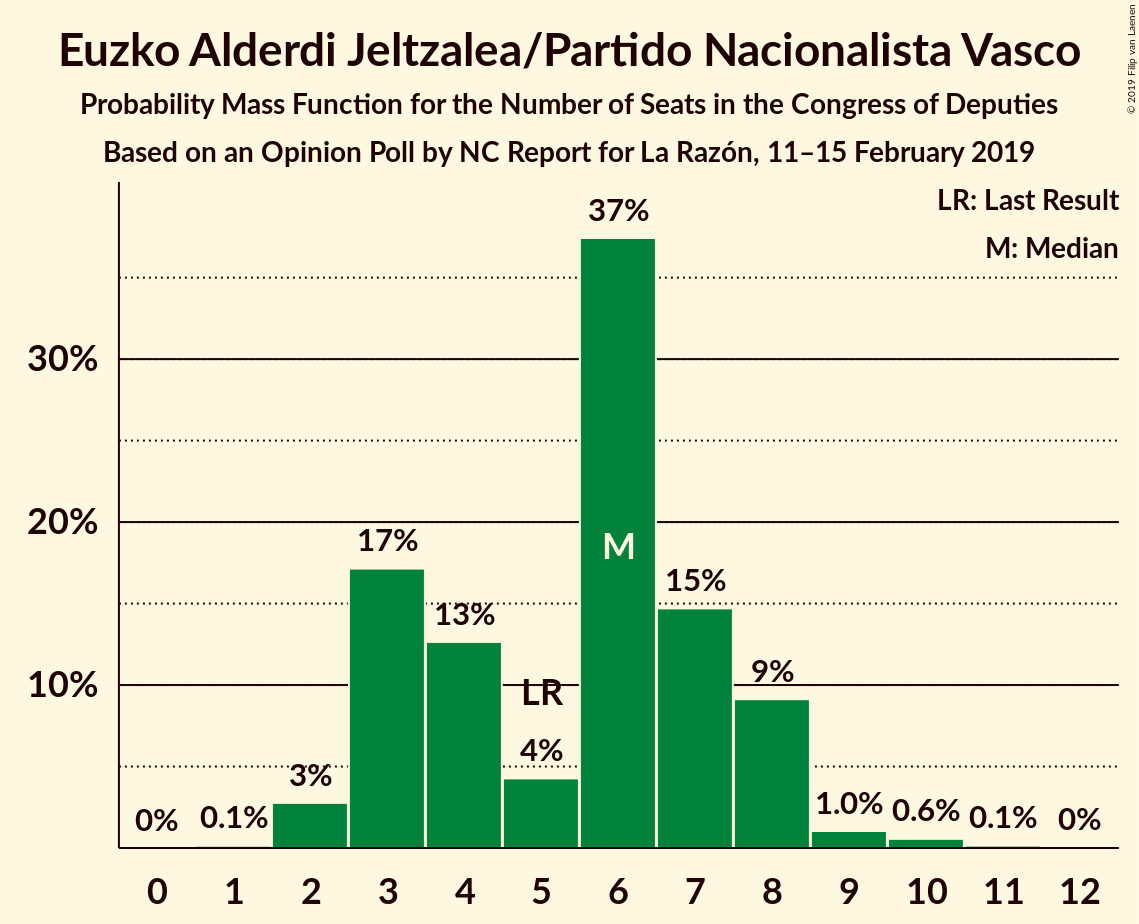 Euzko Alderdi Jeltzalea/Partido Nacionalista Vasco
Probability Mass Function for the Number of Seats in the Congress of Deputies
Based on an Opinion Poll by NC Report for La Razón, 11–15 February 2019
© 2019 Filip van Laenen
LR: Last Result
M: Median
37%
30%
20%
17%
M
15%
13%
10%
9%
LR
4%
3%
0%
0.1%
1.0%
0.6%
0.1%
0%
0 1 2 3 4 5 6 7 8 9 10 11 12